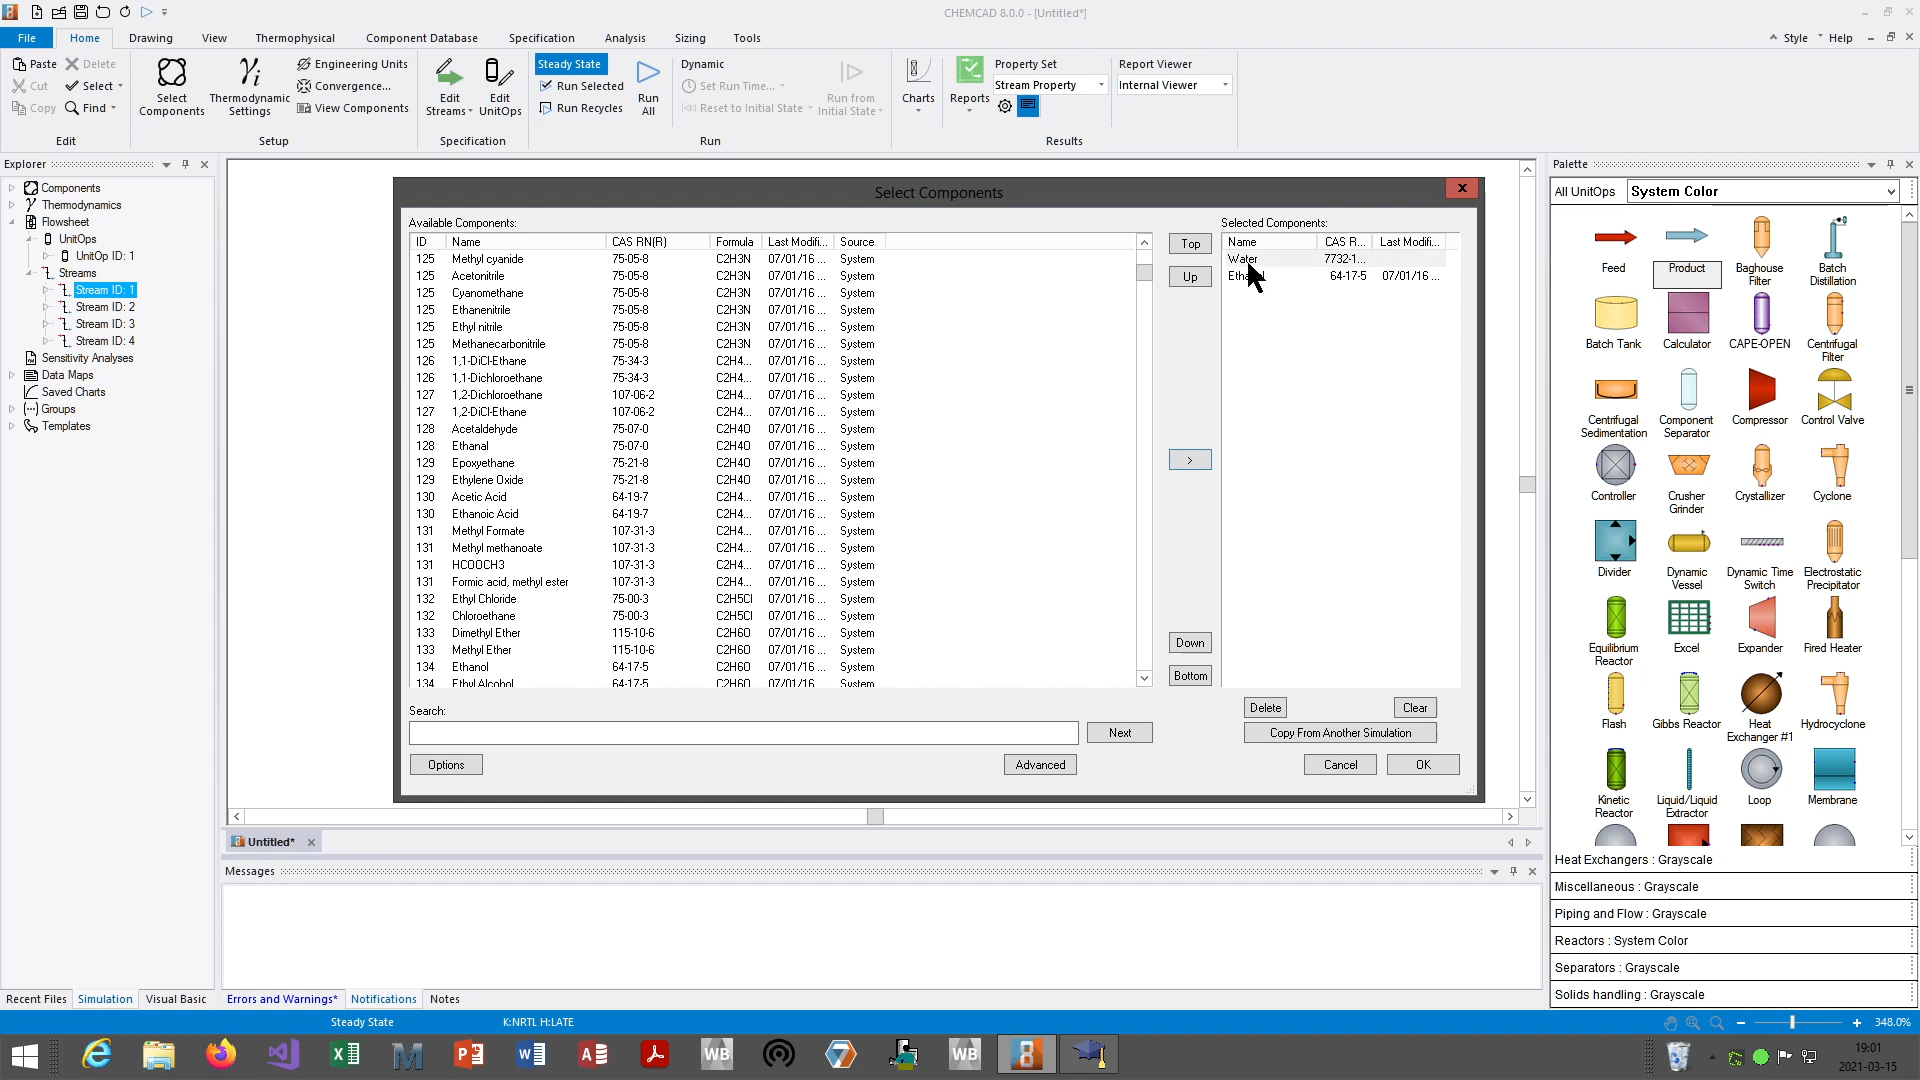 CHEMCAD 8.0.0 - [Untitled*]
File Home Drawing View Thermophysical Component Database Specification Analysis Sizing Tools Style Help
Paste Delete
Cut Select
Copy Find
Edit
Select Components
Thermodynamic Settings
Engineering Units
Convergence...
View Components
Setup
Edit Streams
Edit UnitOps
Specification
Steady State
Run Selected
Run Recycles
Run All
Dynamic
Set Run Time...
Reset to Initial State
Run from Initial State
Run
Charts
Reports
Property Set
Stream Property
Results
Report Viewer
Internal Viewer
Explorer
Components
Thermodynamics
Flowsheet
UnitOps
UnitOp ID: 1
Streams
Stream ID: 1
Stream ID: 2
Stream ID: 3
Stream ID: 4
Sensitivity Analyses
Data Maps
Saved Charts
Groups
Templates
Recent Files Simulation Visual Basic
Select Components
Available Components:
ID Name CAS RN(R) Formula Last Modifi... Source
125 Methyl cyanide 75-05-8 C2H3N 07/01/16 ... System
125 Acetonitrile 75-05-8 C2H3N 07/01/16 ... System
125 Cyanomethane 75-05-8 C2H3N 07/01/16 ... System
125 Ethanenitrile 75-05-8 C2H3N 07/01/16 ... System
125 Ethyl nitrile 75-05-8 C2H3N 07/01/16 ... System
125 Methanecarbonitrile 75-05-8 C2H3N 07/01/16 ... System
126 1,1-DiCl-Ethane 75-34-3 C2H4... 07/01/16 ... System
126 1,1-Dichloroethane 75-34-3 C2H4... 07/01/16 ... System
127 1,2-Dichloroethane 107-06-2 C2H4... 07/01/16 ... System
127 1,2-DiCl-Ethane 107-06-2 C2H4... 07/01/16 ... System
128 Acetaldehyde 75-07-0 C2H4O 07/01/16 ... System
128 Ethanal 75-07-0 C2H4O 07/01/16 ... System
129 Epoxyethane 75-21-8 C2H4O 07/01/16 ... System
129 Ethylene Oxide 75-21-8 C2H4O 07/01/16 ... System
130 Acetic Acid 64-19-7 C2H4... 07/01/16 ... System
130 Ethanoic Acid 64-19-7 C2H4... 07/01/16 ... System
131 Methyl Formate 107-31-3 C2H4... 07/01/16 ... System
131 Methyl methanoate 107-31-3 C2H4... 07/01/16 ... System
131 HCOOCH3 107-31-3 C2H4... 07/01/16 ... System
131 Formic acid, methyl ester 107-31-3 C2H4... 07/01/16 ... System
132 Ethyl Chloride 75-00-3 C2H5Cl 07/01/16 ... System
132 Chloroethane 75-00-3 C2H5Cl 07/01/16 ... System
133 Dimethyl Ether 115-10-6 C2H6O 07/01/16 ... System
133 Methyl Ether 115-10-6 C2H6O 07/01/16 ... System
134 Ethanol 64-17-5 C2H6O 07/01/16 ... System
134 Ethyl Alcohol 64-17-5 C2H6O 07/01/16 System
Top
Up
>
Down
Bottom
Selected Components:
Name CAS R... Last Modifi...
Water 7732-1...
64-17-5 07/01/16 ...
Search:
Next
Options
Advanced
Delete Clear
Copy From Another Simulation
Cancel OK
Untitled*
Messages
Errors and Warnings* Notifications Notes
Palette
All UnitOps System Color
Feed Product Baghouse Filter Batch Distillation
Batch Tank Calculator CAPE-OPEN Centrifugal Filter
Centrifugal Sedimentation Component Separator Compressor Control Valve
Controller Crusher Grinder Crystallizer Cyclone
Divider Dynamic Vessel Dynamic Time Switch Electrostatic Precipitator
Equilibrium Reactor Excel Expander Fired Heater
Flash Gibbs Reactor Heat Exchanger #1 Hydrocyclone
Kinetic Reactor Liquid/Liquid Extractor Loop Membrane
Heat Exchangers : Grayscale
Miscellaneous : Grayscale
Piping and Flow : Grayscale
Reactors : System Color
Separators : Grayscale
Solids handling : Grayscale
Steady State K:NRTL H:LATE 348.0%
WB WB
19:01
2021-03-15